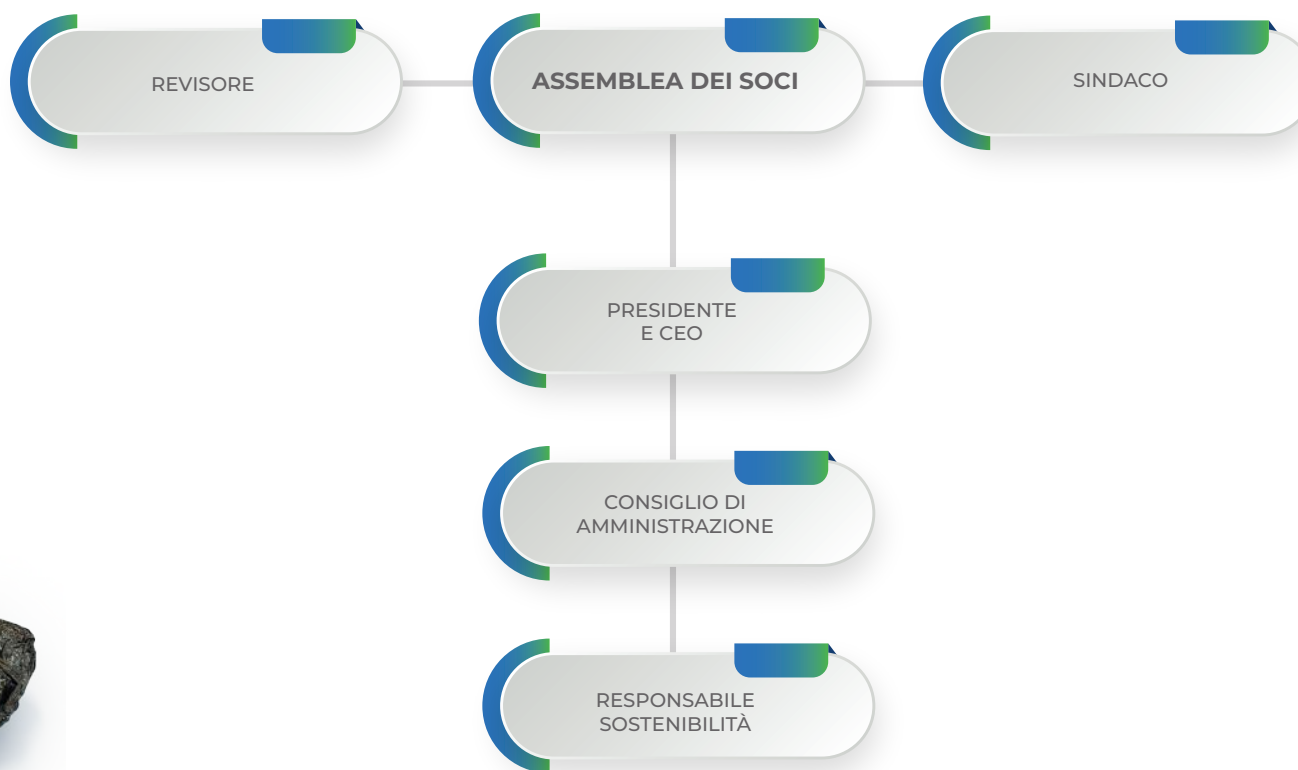 REVISORE
ASSEMBLEA DEI SOCI
SINDACO
PRESIDENTE
E CEO
CONSIGLIO DI
AMMINISTRAZIONE
RESPONSABILE
SOSTENIBILITÀ